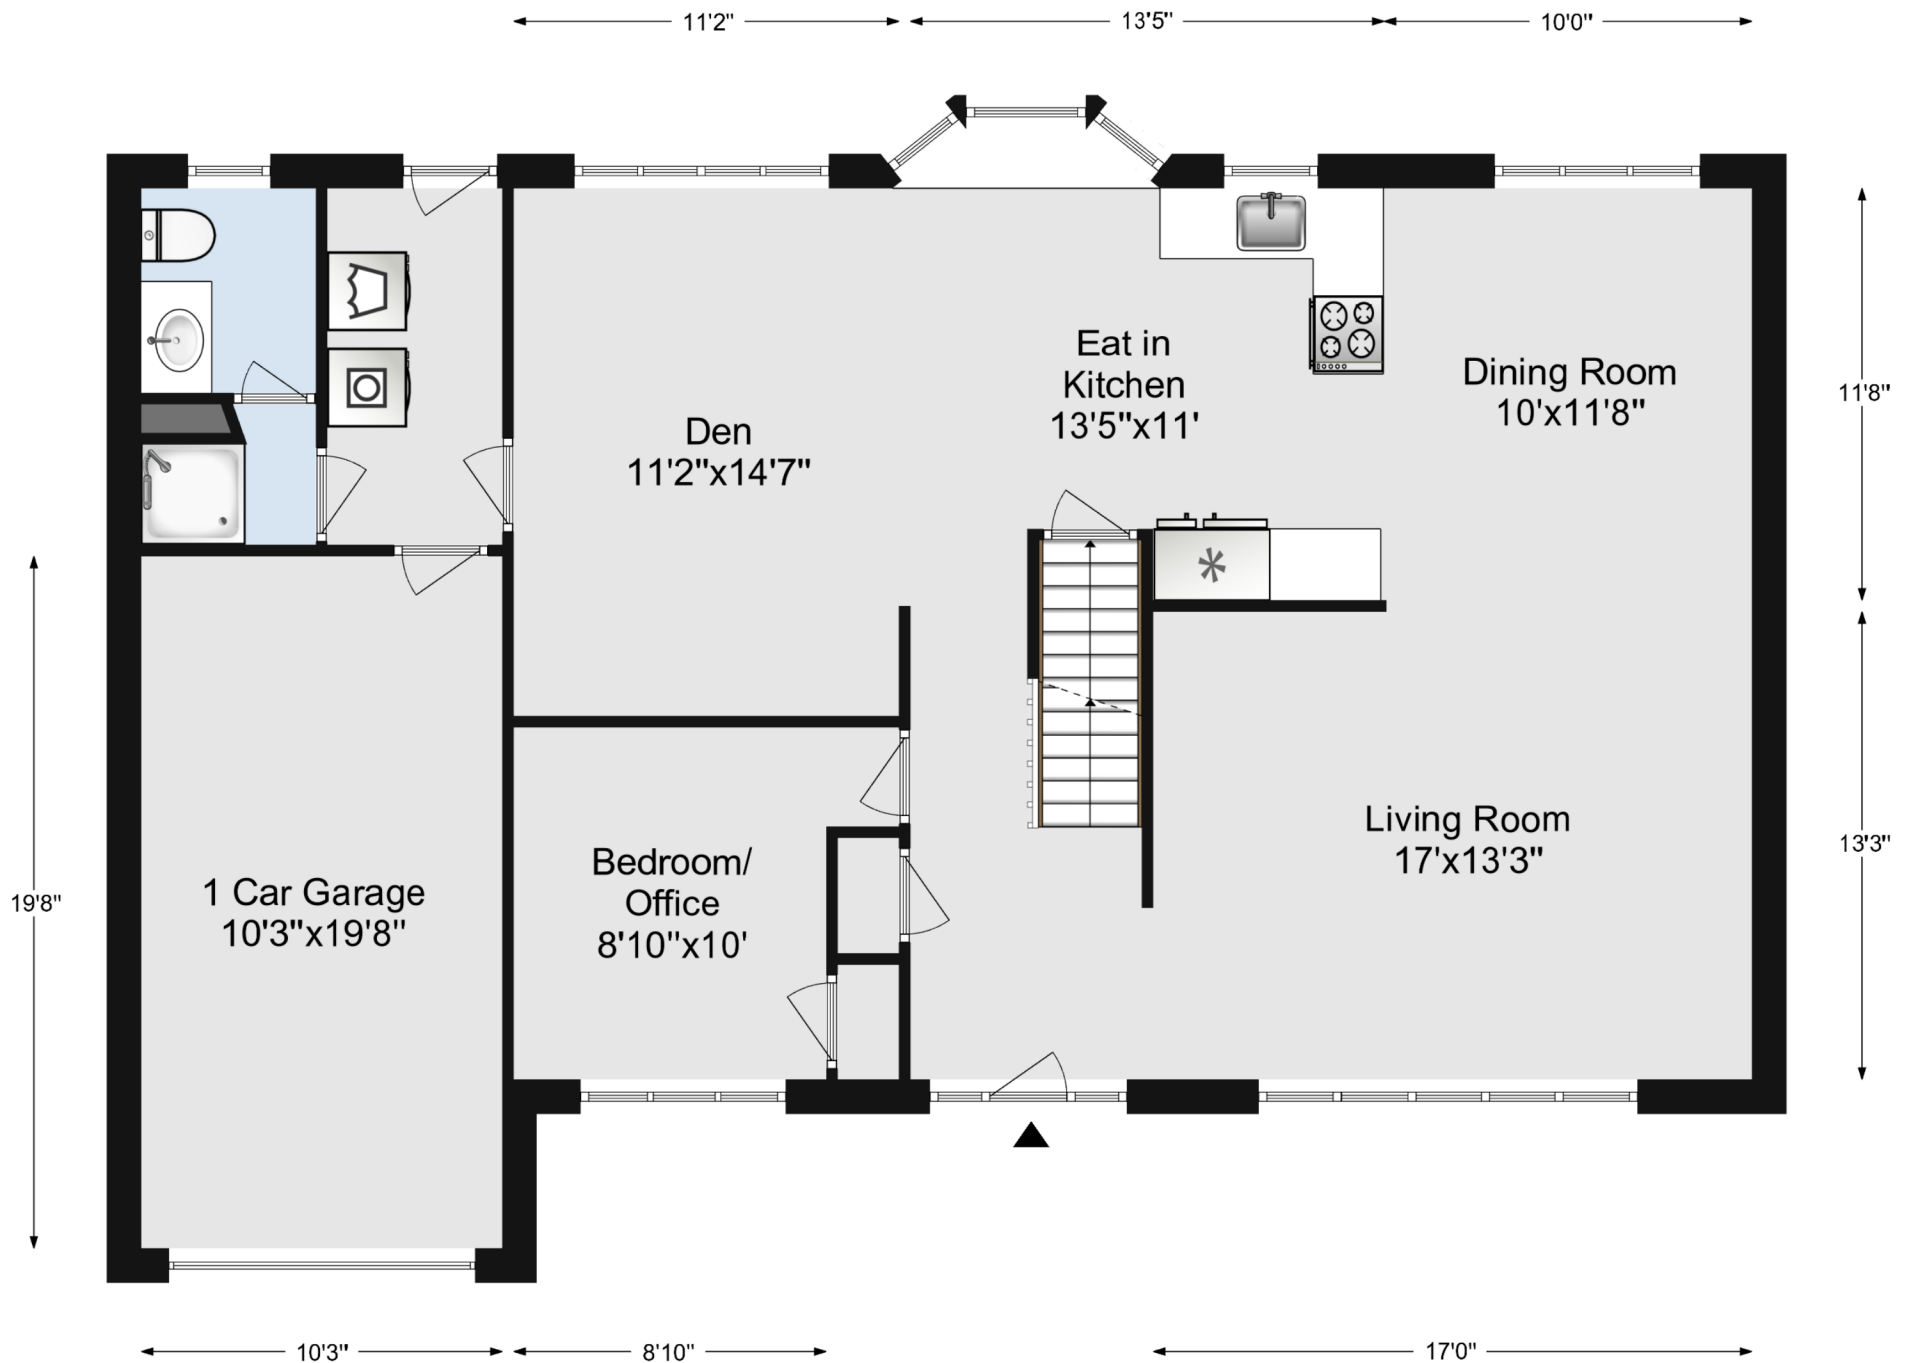 11'2"
13'5"
10'0"
Eat in
Kitchen
13'5"x11'
Dining Room
10'x11'8"
11'8"
Den
11'2"x14'7"
Living Room
17'x13'3"
13'3"
Bedroom/
Office
8'10"x10'
1 Car Garage
10'3"x19'8"
19'8"
10'3"
8'10"
17'0"